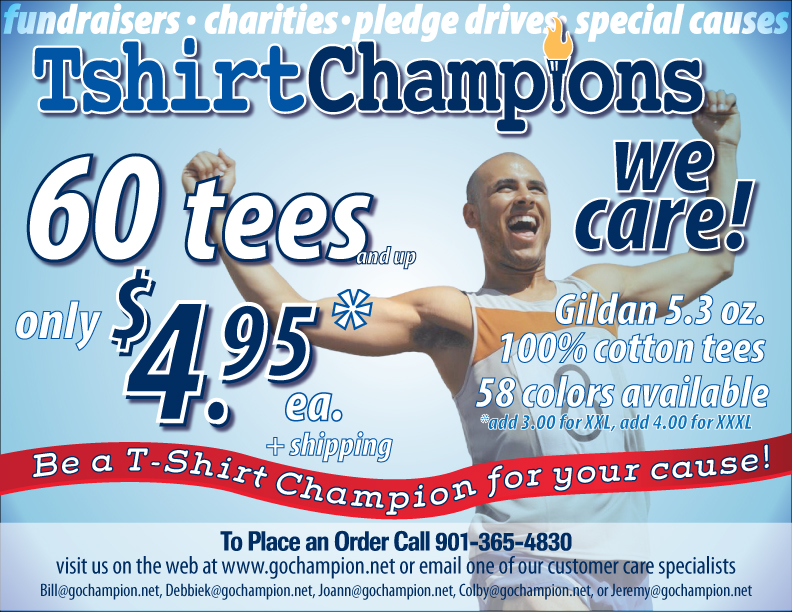 fundraisers • charities • pledge drives • special causes
TshirtChampions
60 tees and up
we care!
only $4.95* ea.
+ shipping
Gildan 5.3 oz.
100% cotton tees
58 colors available
*add 3.00 for XXL, add 4.00 for XXXL
Be a T-Shirt Champion for your cause!
To Place an Order Call 901-365-4830
visit us on the web at www.gochampion.net or email one of our customer care specialists
Bill@gochampion.net, Debbiek@gochampion.net, Joann@gochampion.net, Colby@gochampion.net, or Jeremy@gochampion.net